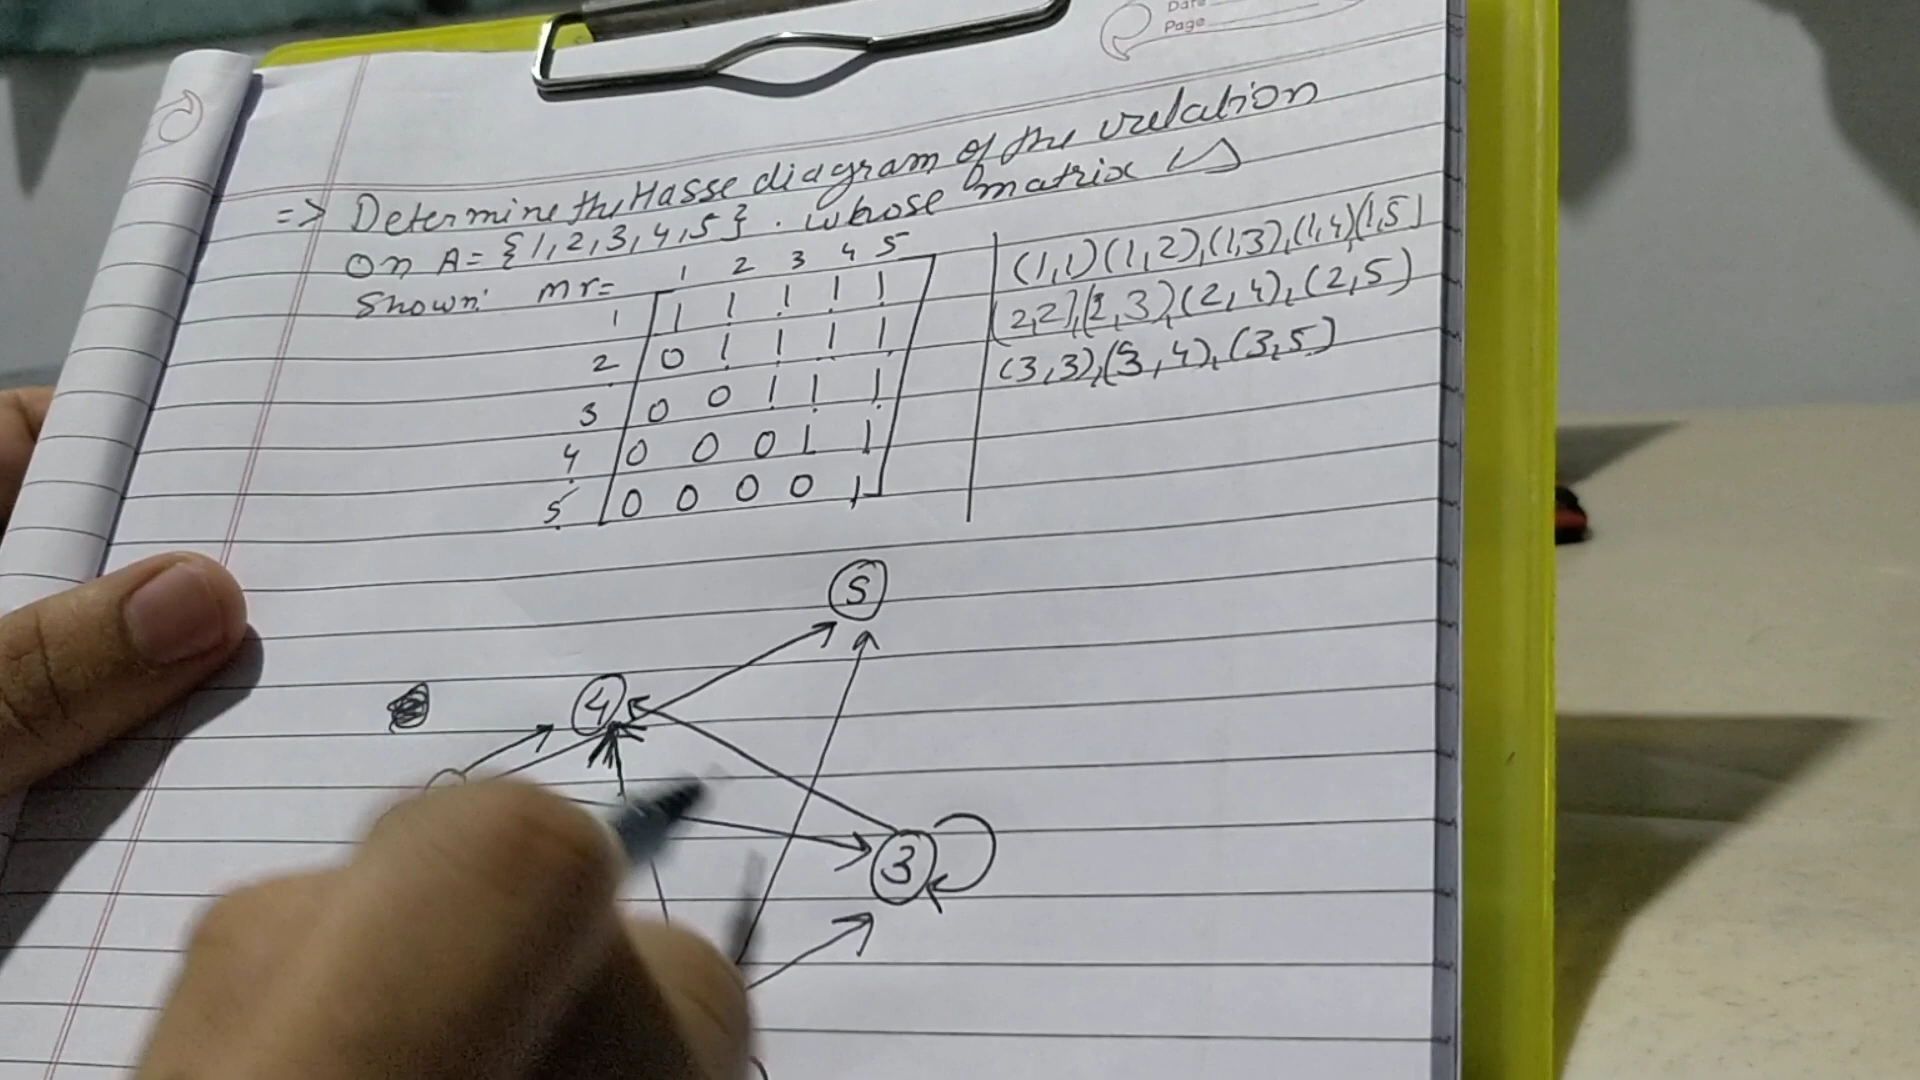 Date
Page
=> Determine the Hasse diagram of the relation
on A = {1,2,3,4,5}. whose matrix is
Shown: mr=
1 2 3 4 5
1 1 1 1 1 1
2 0 1 1 1 1
3 0 0 1 1 1
4 0 0 0 1 1
5 0 0 0 0 1
(1,1)(1,2),(1,3),(1,4)(1,5)
(2,2),(2,3),(2,4),(2,5)
(3,3),(3,4),(3,5)
5
4
3